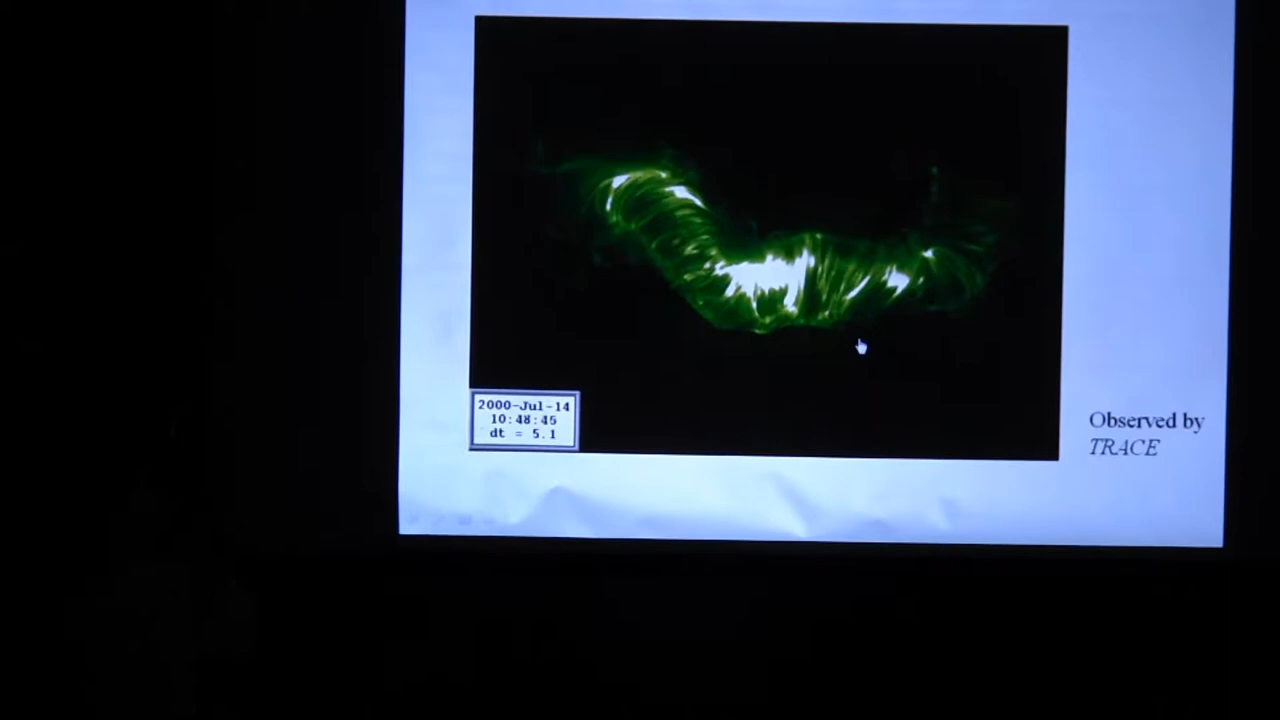 2000-Jul-14
10:48:45
dt = 5.1
Observed by
TRACE